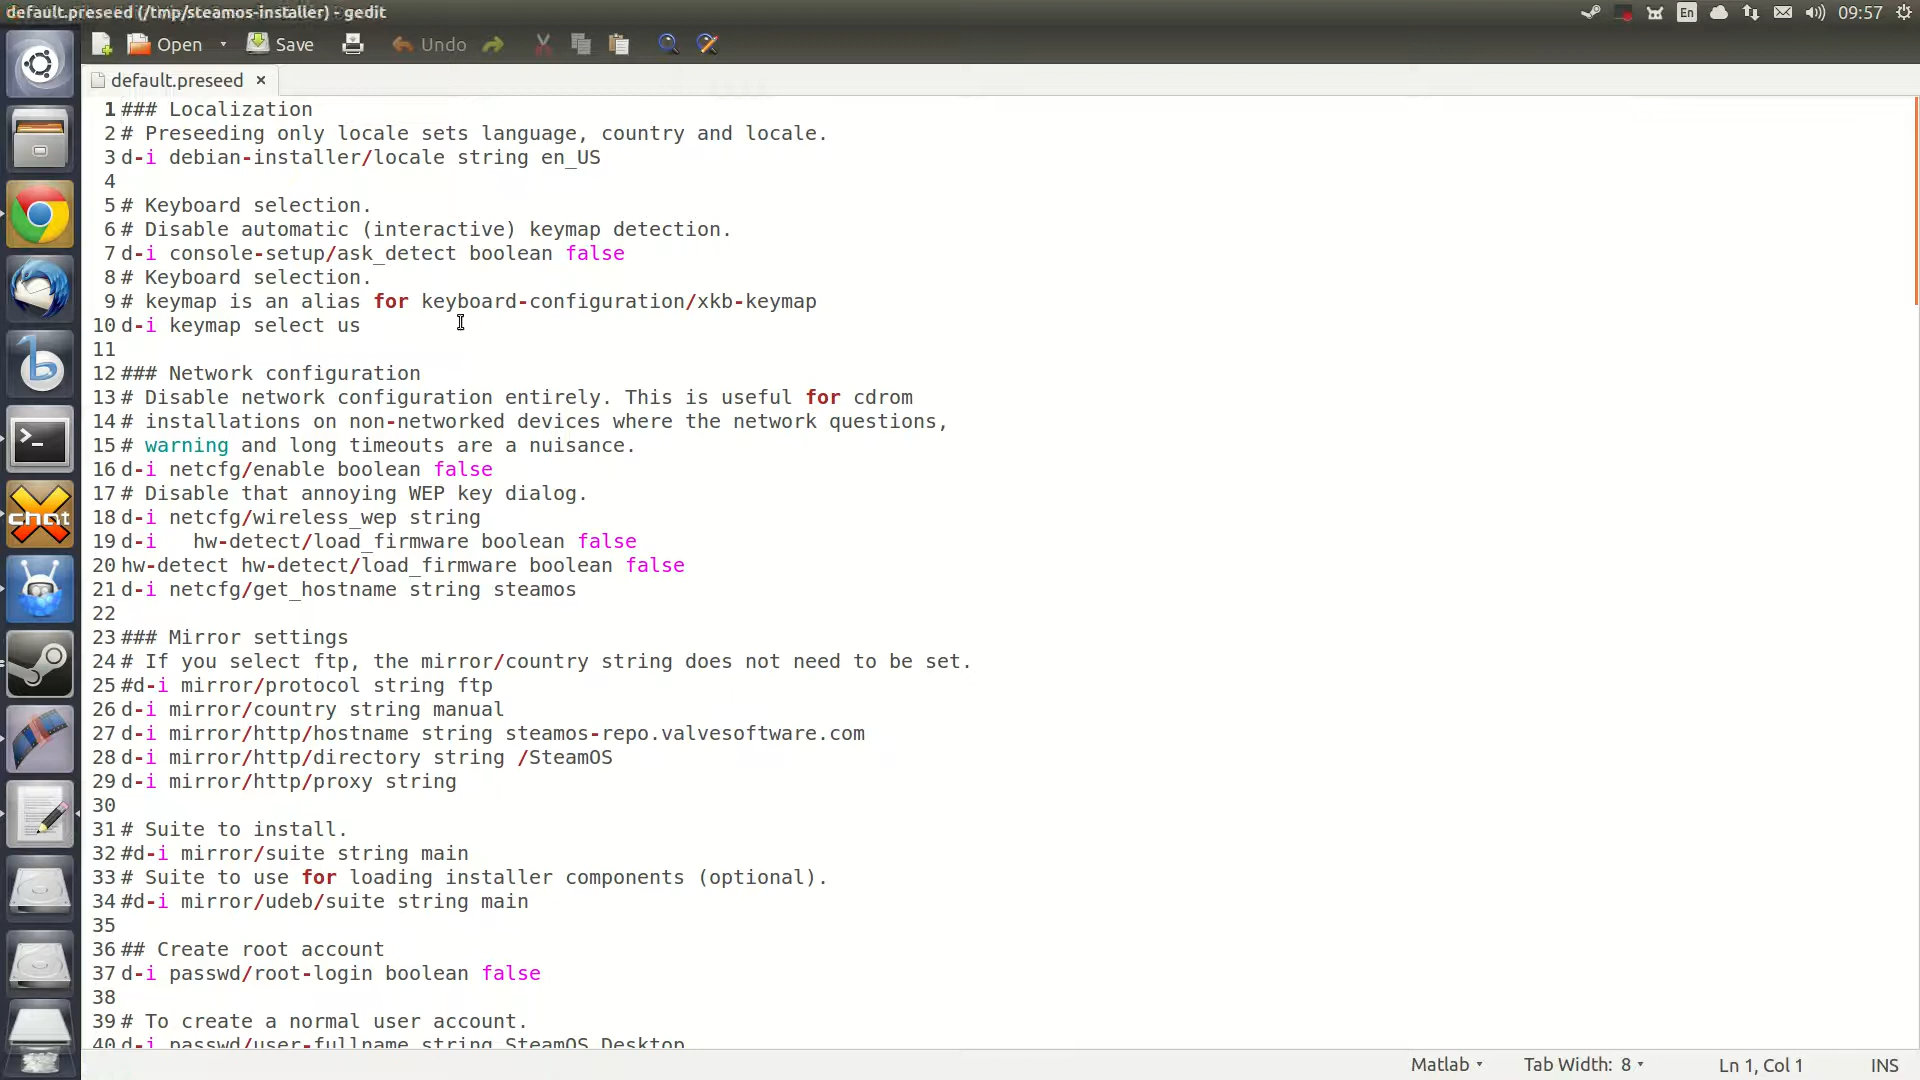 default.preseed (/tmp/steamos-installer) - gedit
En 09:57
Open Save Undo
default.preseed ×
1 ### Localization
2 # Preseeding only locale sets language, country and locale.
3 d-i debian-installer/locale string en_US
4
5 # Keyboard selection.
6 # Disable automatic (interactive) keymap detection.
7 d-i console-setup/ask_detect boolean false
8 # Keyboard selection.
9 # keymap is an alias for keyboard-configuration/xkb-keymap
10 d-i keymap select us
11
12 ### Network configuration
13 # Disable network configuration entirely. This is useful for cdrom
14 # installations on non-networked devices where the network questions,
15 # warning and long timeouts are a nuisance.
16 d-i netcfg/enable boolean false
17 # Disable that annoying WEP key dialog.
18 d-i netcfg/wireless_wep string
19 d-i   hw-detect/load_firmware boolean false
20 hw-detect hw-detect/load_firmware boolean false
21 d-i netcfg/get_hostname string steamos
22
23 ### Mirror settings
24 # If you select ftp, the mirror/country string does not need to be set.
25 #d-i mirror/protocol string ftp
26 d-i mirror/country string manual
27 d-i mirror/http/hostname string steamos-repo.valvesoftware.com
28 d-i mirror/http/directory string /SteamOS
29 d-i mirror/http/proxy string
30
31 # Suite to install.
32 #d-i mirror/suite string main
33 # Suite to use for loading installer components (optional).
34 #d-i mirror/udeb/suite string main
35
36 ## Create root account
37 d-i passwd/root-login boolean false
38
39 # To create a normal user account.
40 d-i passwd/user-fullname string SteamOS Desktop
chat
Matlab Tab Width: 8 Ln 1, Col 1 INS